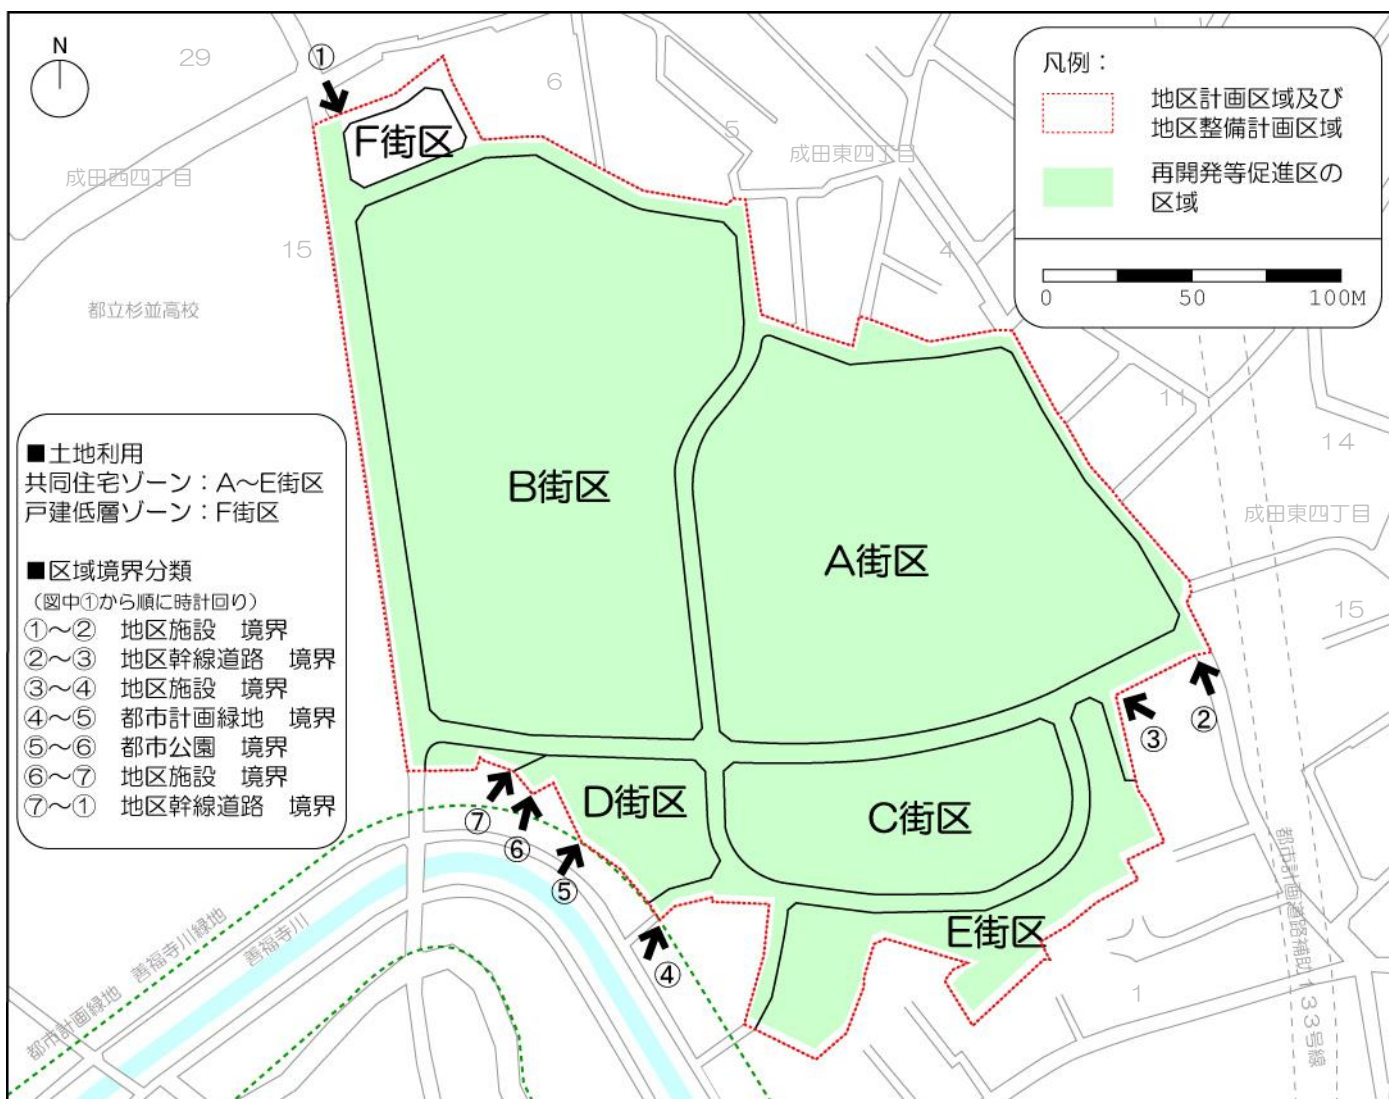 N
29
①
6
5
成田東四丁目
成田西四丁目
F街区
15
4
都立杉並高校
凡例：
地区計画区域及び
地区整備計画区域
再開発等促進区の
区域
0 50 100M
11
14
成田東四丁目
15
B街区
A街区
■土地利用
共同住宅ゾーン：A～E街区
戸建低層ゾーン：F街区
■区域境界分類
（図中①から順に時計回り）
①～② 地区施設 境界
②～③ 地区幹線道路 境界
③～④ 地区施設 境界
④～⑤ 都市計画緑地 境界
⑤～⑥ 都市公園 境界
⑥～⑦ 地区施設 境界
⑦～① 地区幹線道路 境界
②
③
D街区
C街区
⑦
⑥
⑤
E街区
④
1
都市計画道路補助133号線
都市計画緑地 善福寺川緑地
善福寺川